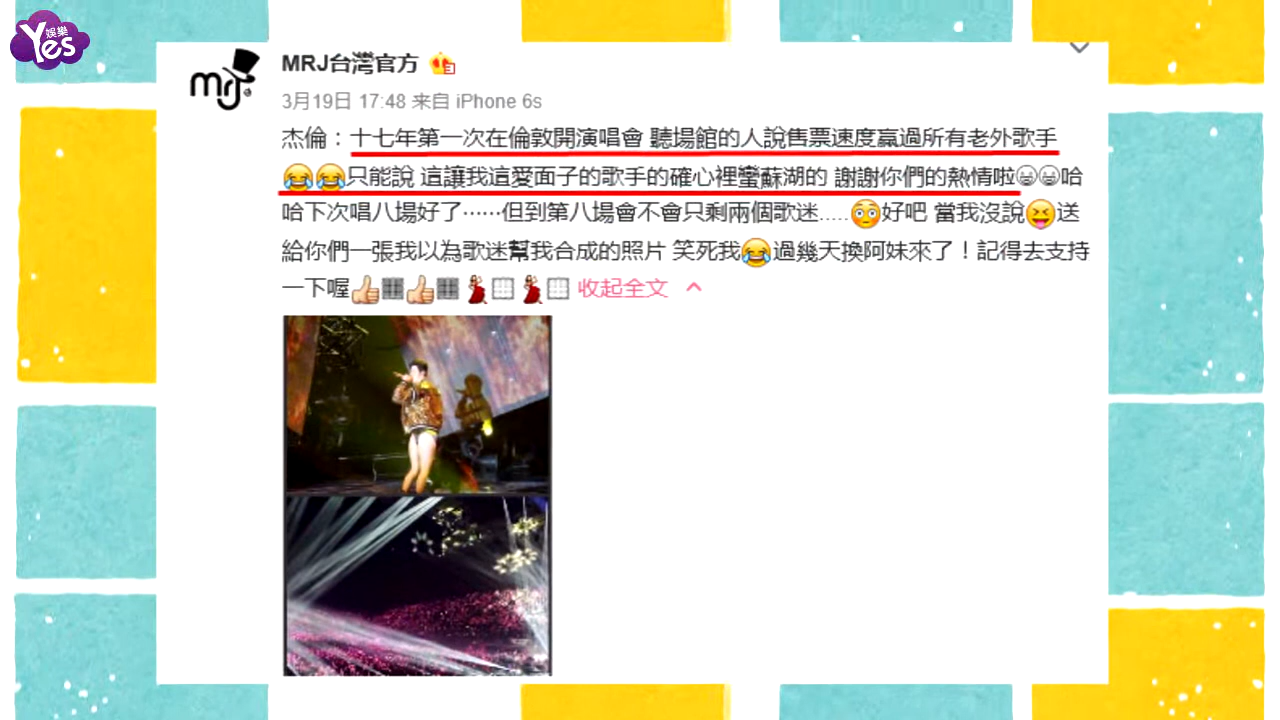 娛樂
Yes
mrJ
MRJ台灣官方
3月19日 17:48 来自 iPhone 6s
杰倫：十七年第一次在倫敦開演唱會 聽場館的人說售票速度贏過所有老外歌手
😂😂只能說 這讓我這愛面子的歌手的確心裡蠻蘇湖的 謝謝你們的熱情啦😀😀哈
哈下次唱八場好了⋯⋯但到第八場會不會只剩兩個歌迷.....😳好吧 當我沒說😝送
給你們一張我以為歌迷幫我合成的照片 笑死我😂過幾天換阿妹來了！記得去支持
一下喔👍👍💃💃收起全文